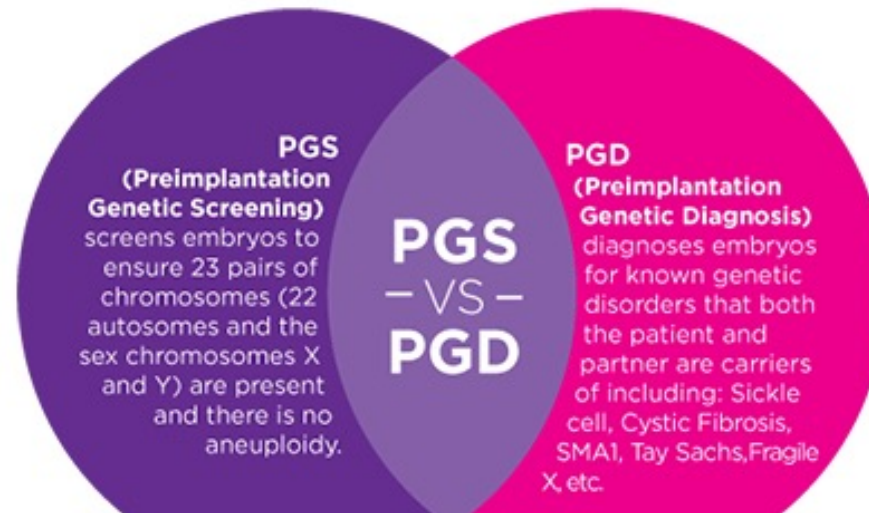 PGS
(Preimplantation
Genetic Screening)
screens embryos to
ensure 23 pairs of
chromosomes (22
autosomes and the
sex chromosomes X
and Y) are present
and there is no
aneuploidy.
PGS
– VS –
PGD
PGD
(Preimplantation
Genetic Diagnosis)
diagnoses embryos
for known genetic
disorders that both
the patient and
partner are carriers
of including: Sickle
cell, Cystic Fibrosis,
SMA1, Tay Sachs,Fragile
X, etc.